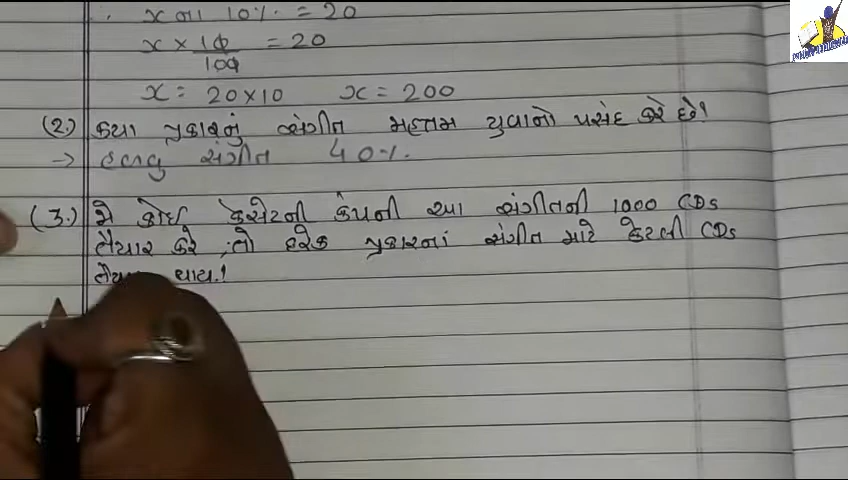 ∴ x ના 10%. = 20
x × 10/100 = 20
x = 20×10 x = 200
(2.) કયા પ્રકારનું સંગીત મહત્તમ યુવાનો પસંદ કરે છે?
→ હળવુ સંગીત 40%.
(3.) જો કોઈ કેસેટની કંપની આ સંગીતની 1000 CDs
તૈયાર કરે તો દરેક પ્રકારનાં સંગીત માટે કેટલી CDs
થાય.?